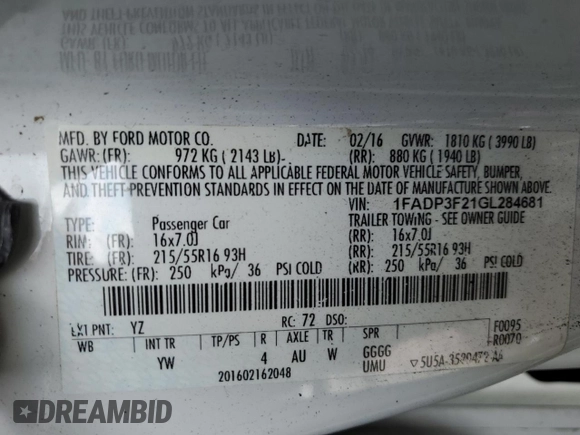 MFD. BY FORD MOTOR CO. DATE: 02/16 GVWR: 1810 KG ( 3990 LB)
GAWR: (FR) 972 KG ( 2143 LB) (RR) 880 KG ( 1940 LB)
THIS VEHICLE CONFORMS TO ALL APPLICABLE FEDERAL MOTOR VEHICLE SAFETY, BUMPER,
AND THEFT PREVENTION STANDARDS IN EFFECT ON THE DATE OF MANUFACTURE SHOWN ABOVE.
VIN: 1FADP3F21GL284681
TYPE: Passenger Car TRAILER TOWING - SEE OWNER GUIDE
RIM: (FR) 16x7.0J (RR) 16x7.0J
TIRE: (FR) 215/55R16 93H (RR) 215/55R16 93H
PRESSURE: (FR) 250 kPa/ 36 PSI COLD (RR) 250 kPa/ 36 PSI COLD
EXT PNT: YZ RC: 72 DSO: F0095
WB INT TR TP/PS R AXLE TR SPR R0070
YW 4 AU W GGGG
UMU
201602162048
DREAMBID